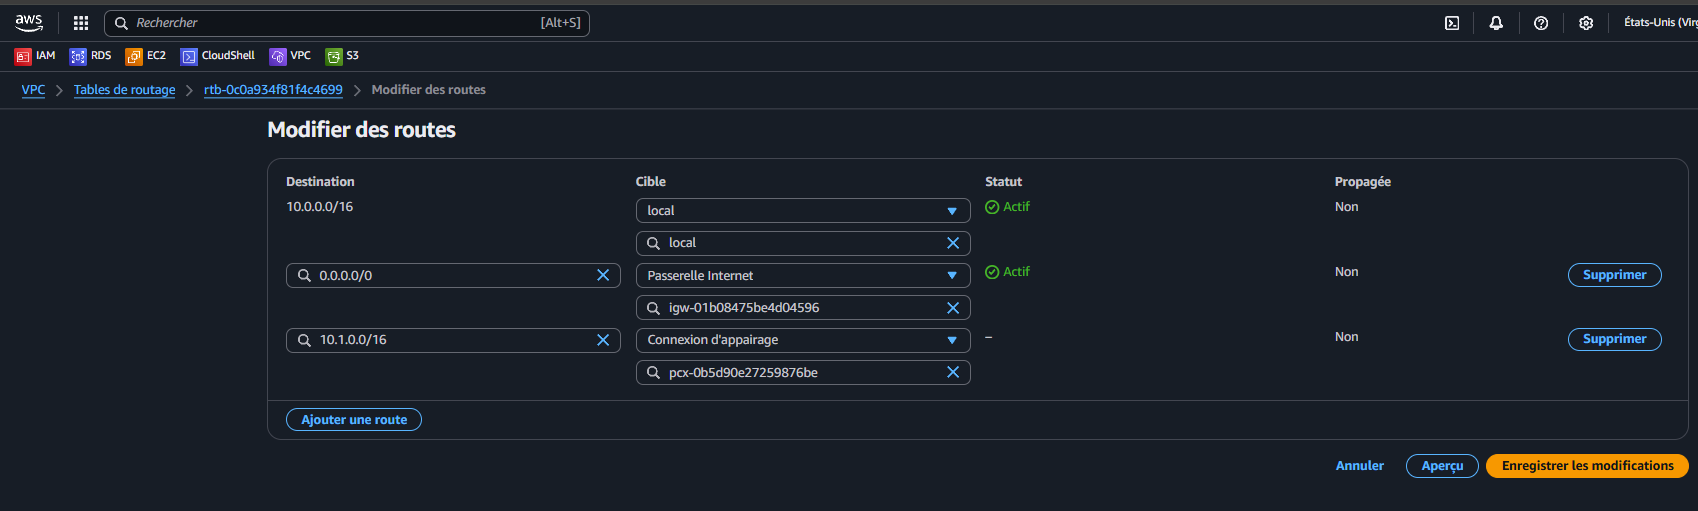 aws
Rechercher [Alt+S] États-Unis (Virg
IAM RDS EC2 CloudShell VPC S3
VPC > Tables de routage > rtb-0c0a934f81f4c4699 > Modifier des routes
Modifier des routes
Destination Cible Statut Propagée
10.0.0.0/16 local Actif Non
local
0.0.0.0/0 Passerelle Internet Actif Non Supprimer
igw-01b08475be4d04596
10.1.0.0/16 Connexion d'appairage – Non Supprimer
pcx-0b5d90e27259876be
Ajouter une route
Annuler Aperçu Enregistrer les modifications